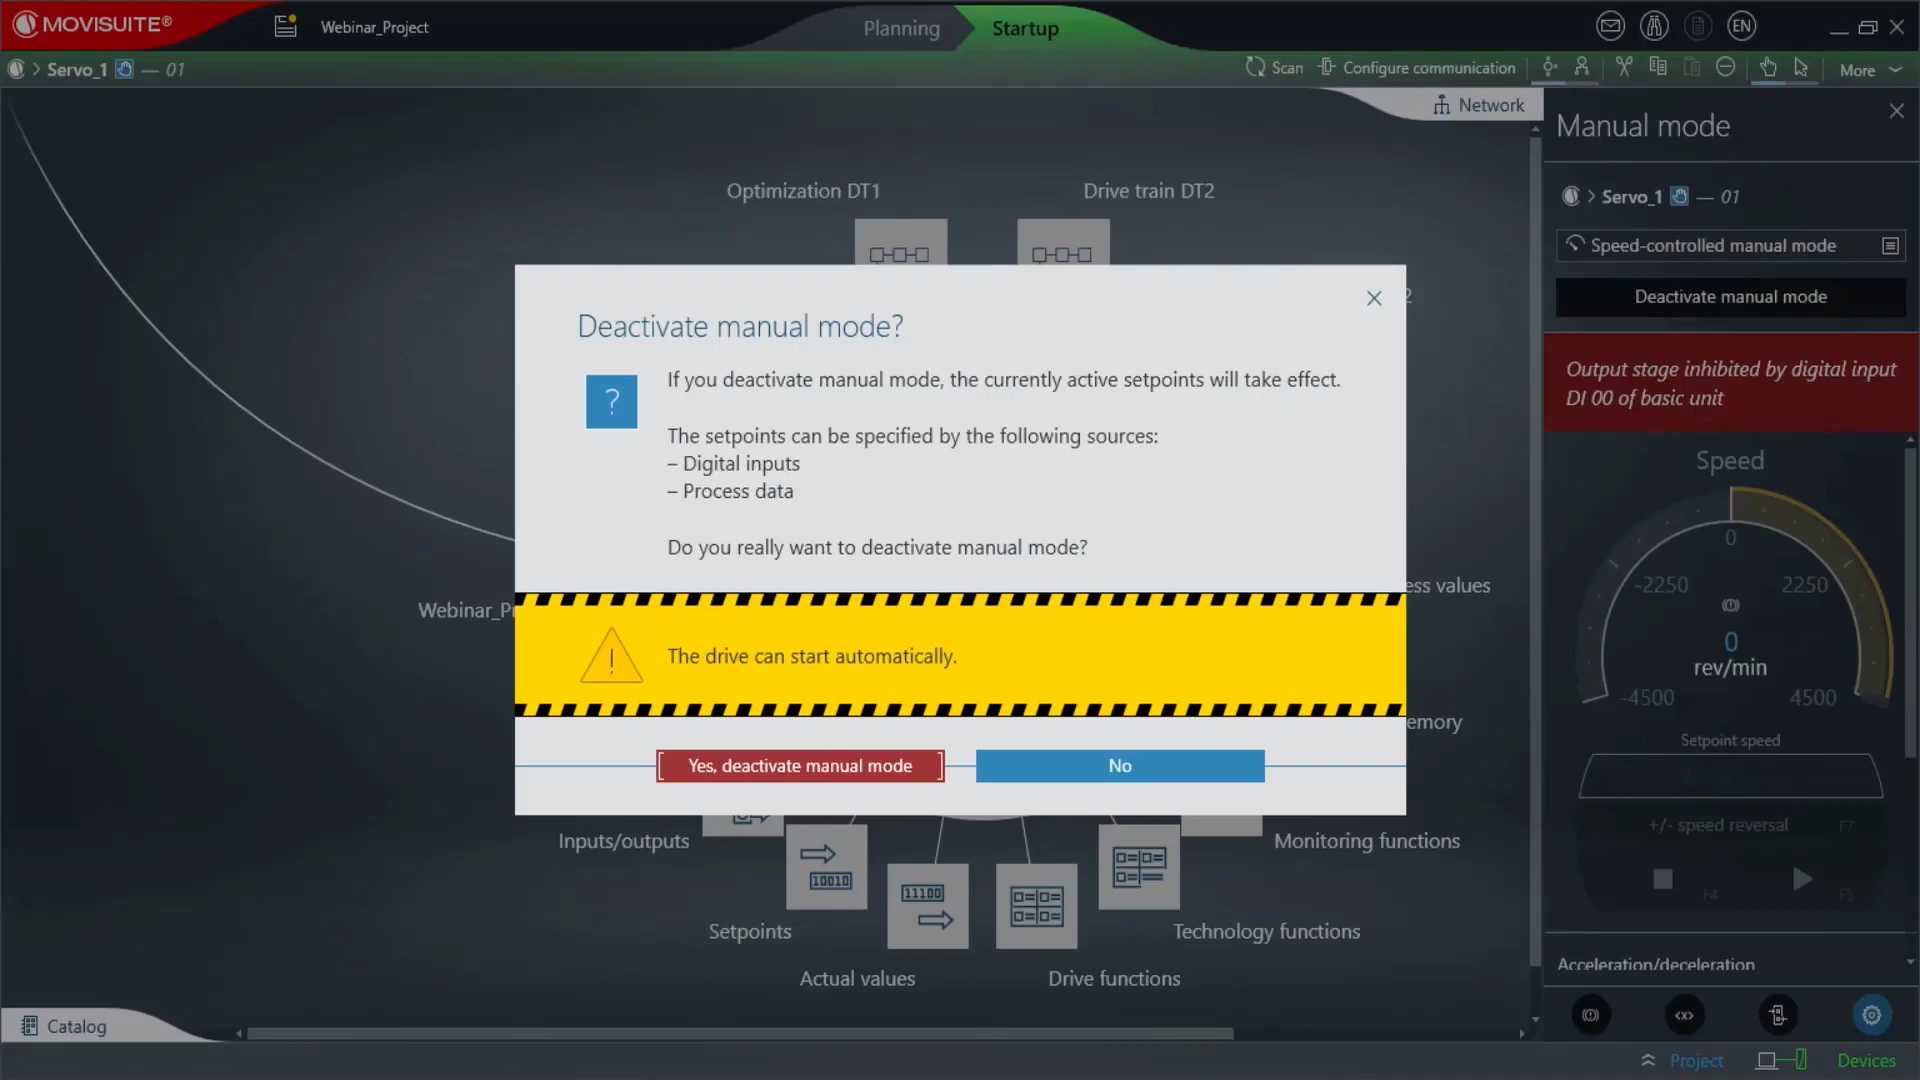 MOVISUITE®
Webinar_Project
Planning
Startup
EN
> Servo_1 — 01
Scan
Configure communication
More
Network
Manual mode
> Servo_1 — 01
Speed-controlled manual mode
Deactivate manual mode
Output stage inhibited by digital input
DI 00 of basic unit
Speed
0
-2250
2250
0
rev/min
-4500
4500
Setpoint speed
+/- speed reversal F7
F4
Acceleration/deceleration
Optimization DT1
Drive train DT2
2
Deactivate manual mode?
?
If you deactivate manual mode, the currently active setpoints will take effect.
The setpoints can be specified by the following sources:
– Digital inputs
– Process data
Do you really want to deactivate manual mode?
!
The drive can start automatically.
Yes, deactivate manual mode
No
Webinar_P
ess values
emory
Inputs/outputs
Monitoring functions
10010
11100
Setpoints
Technology functions
Actual values
Drive functions
Catalog
Project
Devices